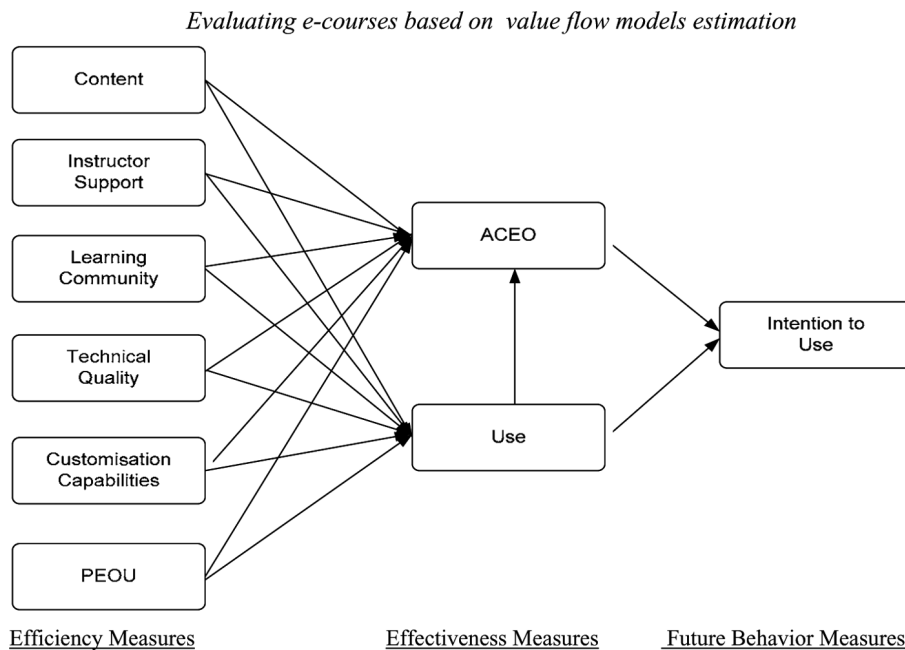 Evaluating e-courses based on value flow models estimation
Content
Instructor
Support
Learning
Community
Technical
Quality
Customisation
Capabilities
PEOU
ACEO
Use
Intention to
Use
Efficiency Measures
Effectiveness Measures
Future Behavior Measures